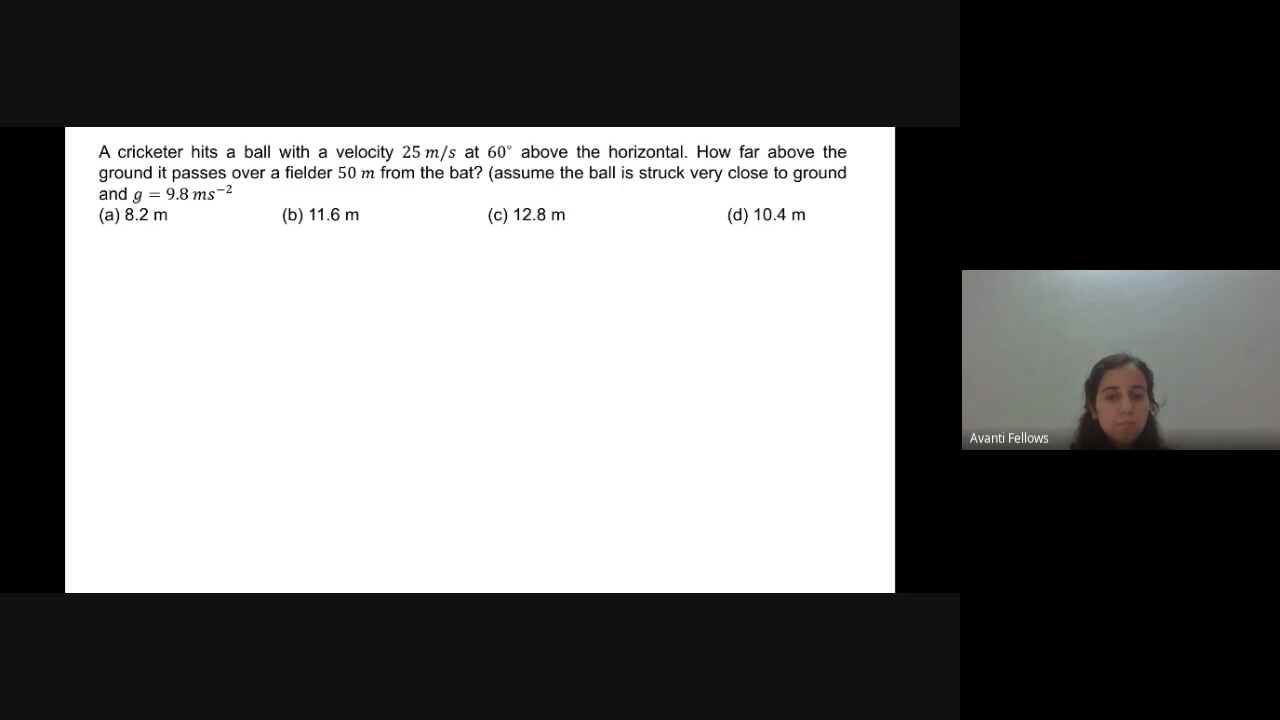 A cricketer hits a ball with a velocity 25 m/s at 60° above the horizontal. How far above the
ground it passes over a fielder 50 m from the bat? (assume the ball is struck very close to ground
and g = 9.8 ms⁻²
(a) 8.2 m (b) 11.6 m (c) 12.8 m (d) 10.4 m
Avanti Fellows